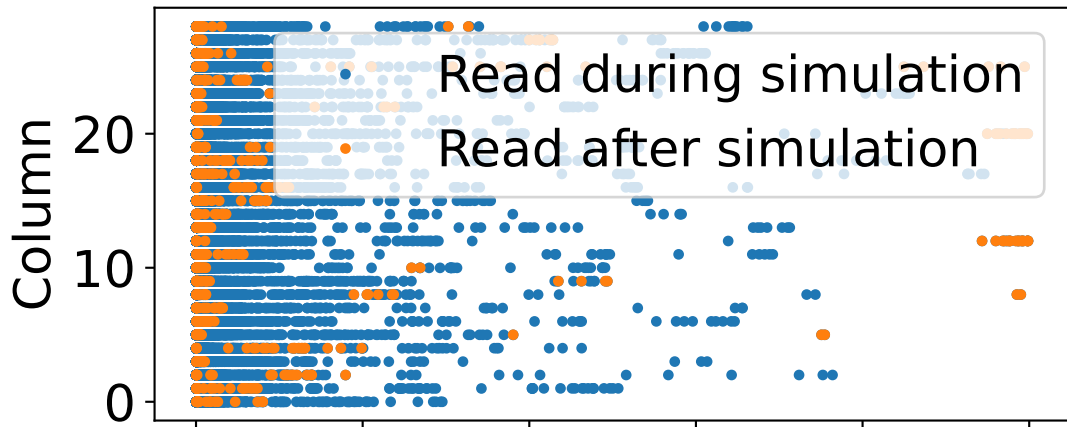 Column
20
10
0
Read during simulation
Read after simulation